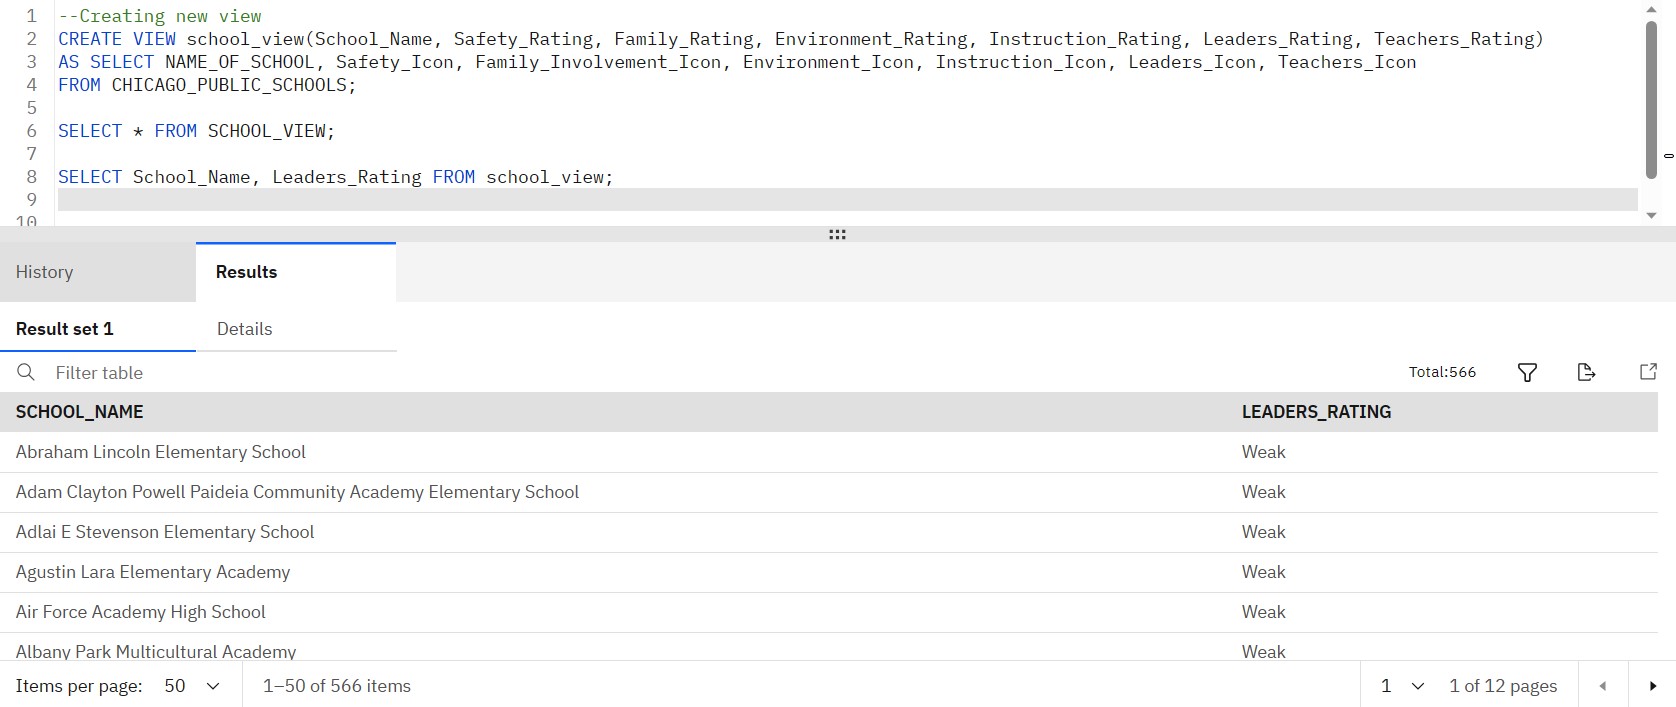 1 --Creating new view
2 CREATE VIEW school_view(School_Name, Safety_Rating, Family_Rating, Environment_Rating, Instruction_Rating, Leaders_Rating, Teachers_Rating)
3 AS SELECT NAME_OF_SCHOOL, Safety_Icon, Family_Involvement_Icon, Environment_Icon, Instruction_Icon, Leaders_Icon, Teachers_Icon
4 FROM CHICAGO_PUBLIC_SCHOOLS;
5
6 SELECT * FROM SCHOOL_VIEW;
7
8 SELECT School_Name, Leaders_Rating FROM school_view;
9
10
History Results
Result set 1 Details
Filter table Total:566
SCHOOL_NAME LEADERS_RATING
Abraham Lincoln Elementary School Weak
Adam Clayton Powell Paideia Community Academy Elementary School Weak
Adlai E Stevenson Elementary School Weak
Agustin Lara Elementary Academy Weak
Air Force Academy High School Weak
Albany Park Multicultural Academy Weak
Items per page: 50 1–50 of 566 items 1 1 of 12 pages